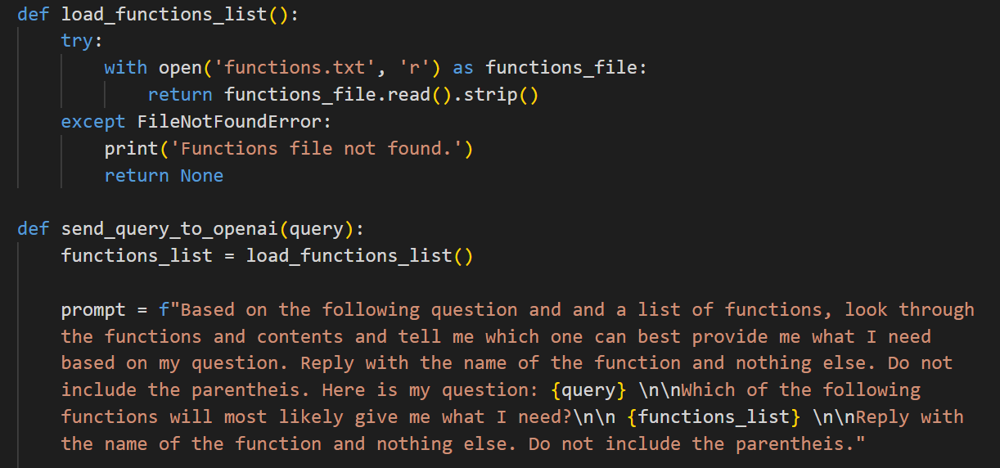 def load_functions_list():
    try:
        with open('functions.txt', 'r') as functions_file:
            return functions_file.read().strip()
    except FileNotFoundError:
        print('Functions file not found.')
        return None

def send_query_to_openai(query):
    functions_list = load_functions_list()

    prompt = f"Based on the following question and and a list of functions, look through
    the functions and contents and tell me which one can best provide me what I need
    based on my question. Reply with the name of the function and nothing else. Do not
    include the parentheis. Here is my question: {query} \n\nWhich of the following
    functions will most likely give me what I need?\n\n {functions_list} \n\nReply with
    the name of the function and nothing else. Do not include the parentheis."